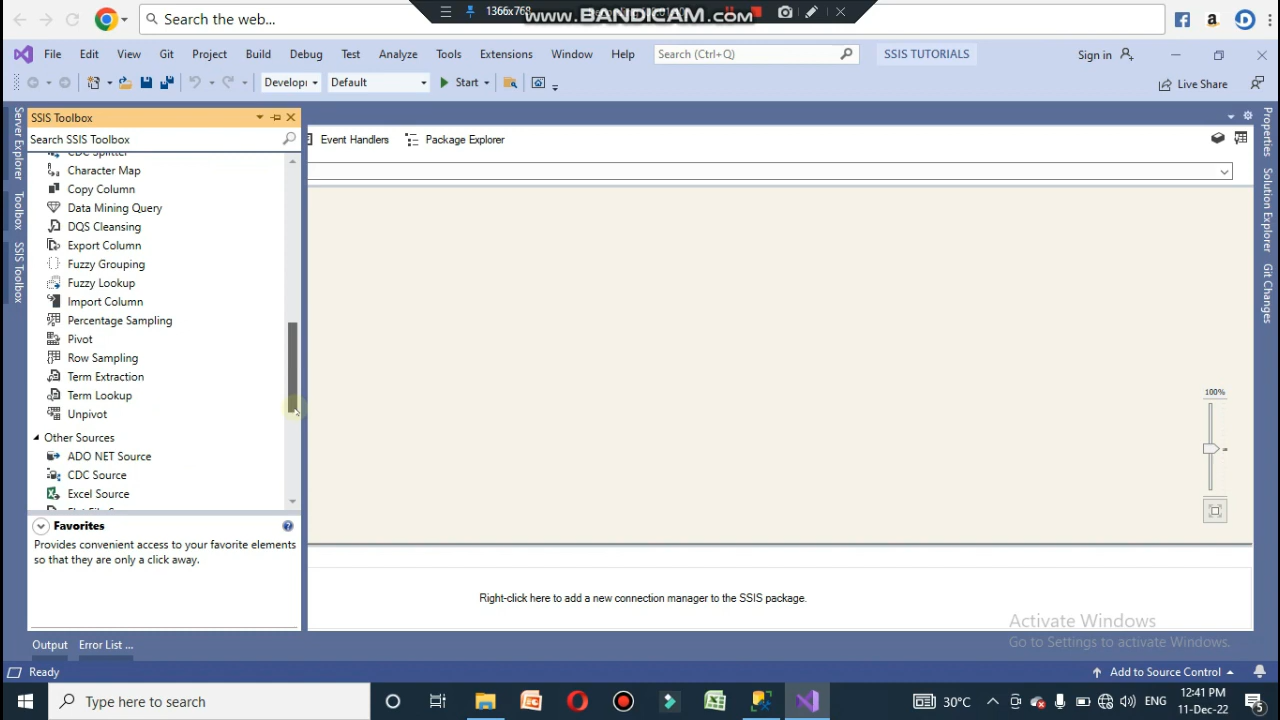 1366x768
www.BANDICAM.com
Search the web...
File Edit View Git Project Build Debug Test Analyze Tools Extensions Window Help Search (Ctrl+Q) SSIS TUTORIALS Sign in
Develop Default Start Live Share
SSIS Toolbox
Search SSIS Toolbox
Event Handlers Package Explorer
Server Explorer
Toolbox
SSIS Toolbox
CDC Splitter
Character Map
Copy Column
Data Mining Query
DQS Cleansing
Export Column
Fuzzy Grouping
Fuzzy Lookup
Import Column
Percentage Sampling
Pivot
Row Sampling
Term Extraction
Term Lookup
Unpivot
Other Sources
ADO NET Source
CDC Source
Excel Source
Favorites
Provides convenient access to your favorite elements
so that they are only a click away.
100%
Properties
Solution Explorer
Git Changes
Right-click here to add a new connection manager to the SSIS package.
Activate Windows
Go to Settings to activate Windows.
Output Error List ...
Ready Add to Source Control
Type here to search 30°C ENG 12:41 PM
11-Dec-22 5